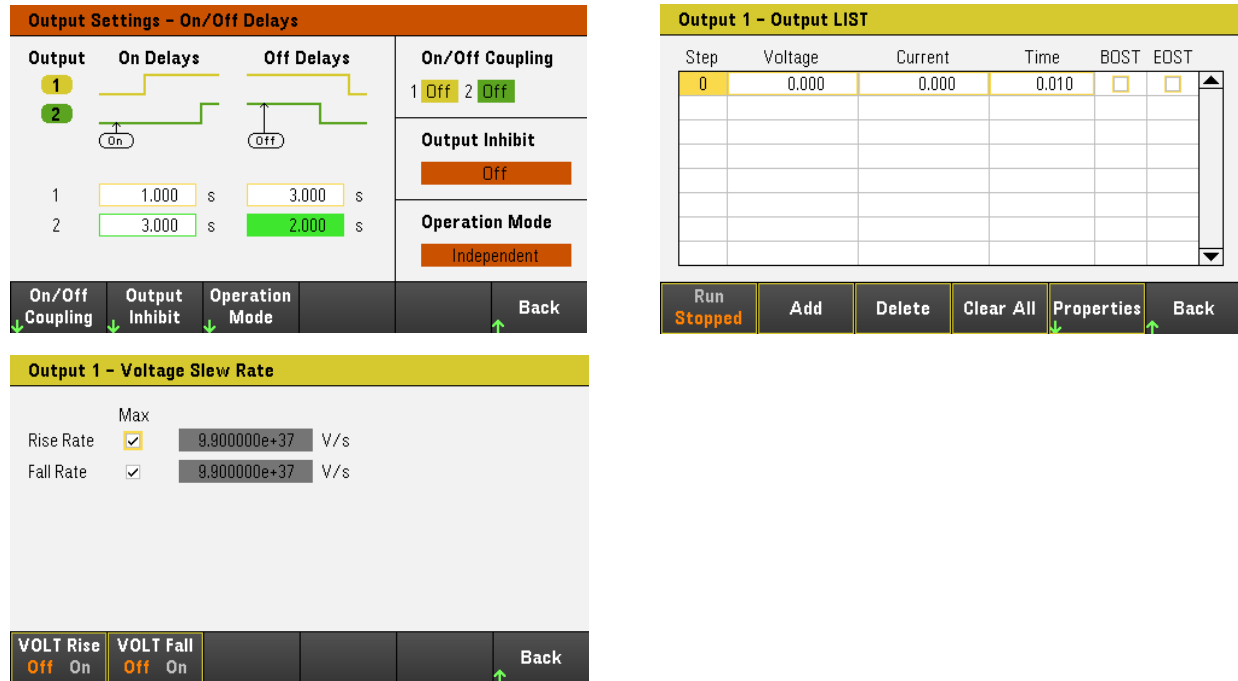 Output Settings - On/Off Delays
Output On Delays Off Delays
1
2
On Off
1 1.000 s 3.000 s
2 3.000 s 2.000 s
On/Off Coupling
1 Off 2 Off
Output Inhibit
Off
Operation Mode
Independent
On/Off Coupling
Output Inhibit
Operation Mode
Back
Output 1 - Output LIST
Step Voltage Current Time BOST EOST
0 0.000 0.000 0.010
Run Stopped
Add
Delete
Clear All
Properties
Back
Output 1 - Voltage Slew Rate
Max
Rise Rate 9.900000e+37 V/s
Fall Rate 9.900000e+37 V/s
VOLT Rise
Off On
VOLT Fall
Off On
Back